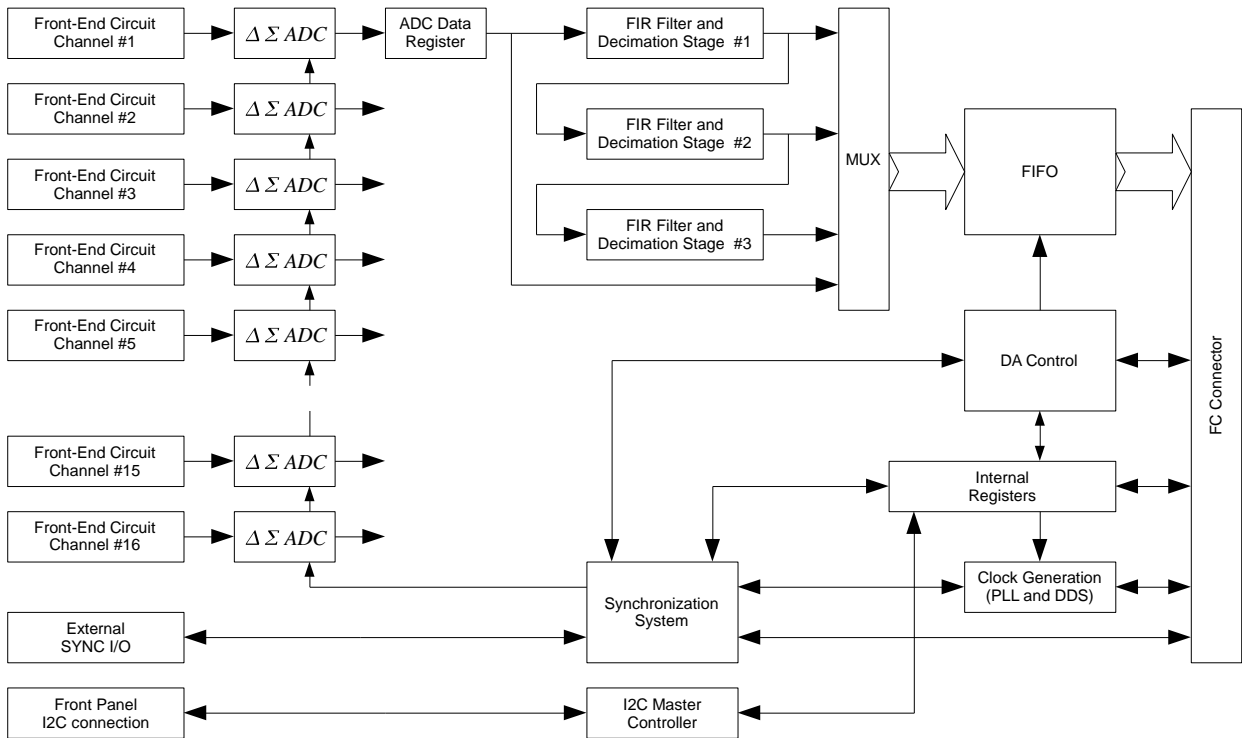 Front-End Circuit
Channel #1
Δ Σ ADC
ADC Data
Register
FIR Filter and
Decimation Stage #1
Front-End Circuit
Channel #2
Δ Σ ADC
FIR Filter and
Decimation Stage #2
MUX
FIFO
Front-End Circuit
Channel #3
Δ Σ ADC
FIR Filter and
Decimation Stage #3
Front-End Circuit
Channel #4
Δ Σ ADC
Front-End Circuit
Channel #5
Δ Σ ADC
DA Control
FC Connector
Front-End Circuit
Channel #15
Δ Σ ADC
Internal
Registers
Front-End Circuit
Channel #16
Δ Σ ADC
Clock Generation
(PLL and DDS)
Synchronization
System
External
SYNC I/O
Front Panel
I2C connection
I2C Master
Controller